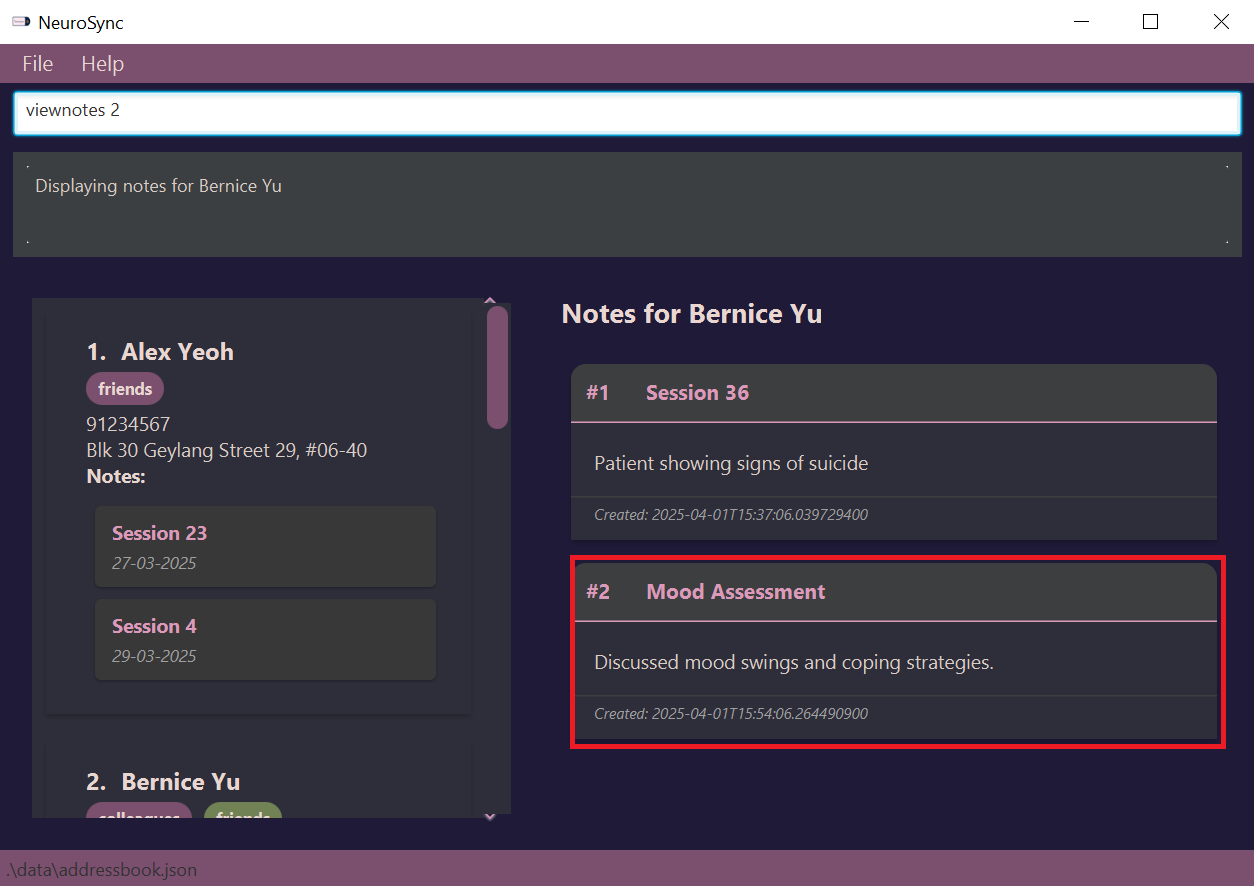 NeuroSync
File Help
viewnotes 2
Displaying notes for Bernice Yu
1. Alex Yeoh
friends
91234567
Blk 30 Geylang Street 29, #06-40
Notes:
Session 23
27-03-2025
Session 4
29-03-2025
2. Bernice Yu
colleagues friends
Notes for Bernice Yu
#1 Session 36
Patient showing signs of suicide
Created: 2025-04-01T15:37:06.039729400
#2 Mood Assessment
Discussed mood swings and coping strategies.
Created: 2025-04-01T15:54:06.264490900
.\data\addressbook.json